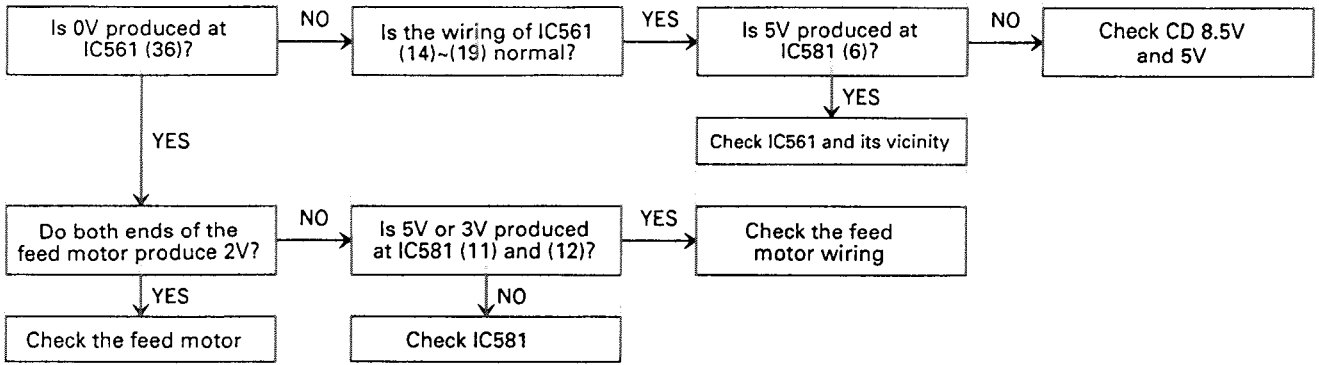 Is 0V produced at
IC561 (36)?
NO
Is the wiring of IC561
(14)~(19) normal?
YES
Is 5V produced at
IC581 (6)?
NO
Check CD 8.5V
and 5V
YES
Check IC561 and its vicinity
YES
Do both ends of the
feed motor produce 2V?
NO
Is 5V or 3V produced
at IC581 (11) and (12)?
YES
Check the feed
motor wiring
YES
Check the feed motor
NO
Check IC581